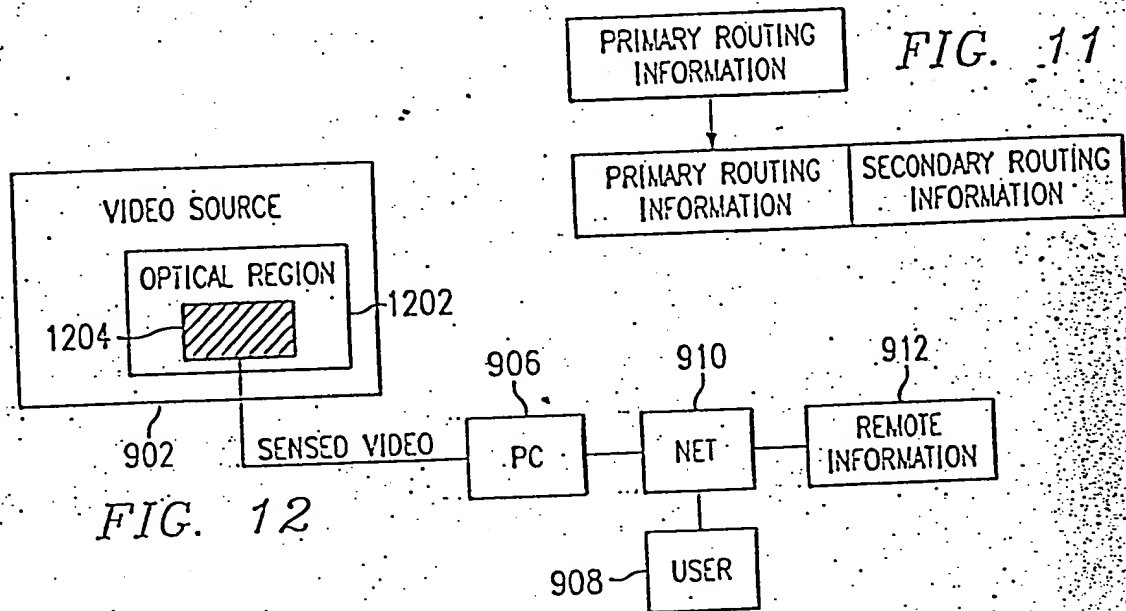 PRIMARY ROUTING
INFORMATION
FIG. 11
PRIMARY ROUTING
INFORMATION
SECONDARY ROUTING
INFORMATION
VIDEO SOURCE
OPTICAL REGION
1204
1202
902
SENSED VIDEO
906
PC
910
NET
912
REMOTE
INFORMATION
908
USER
FIG. 12